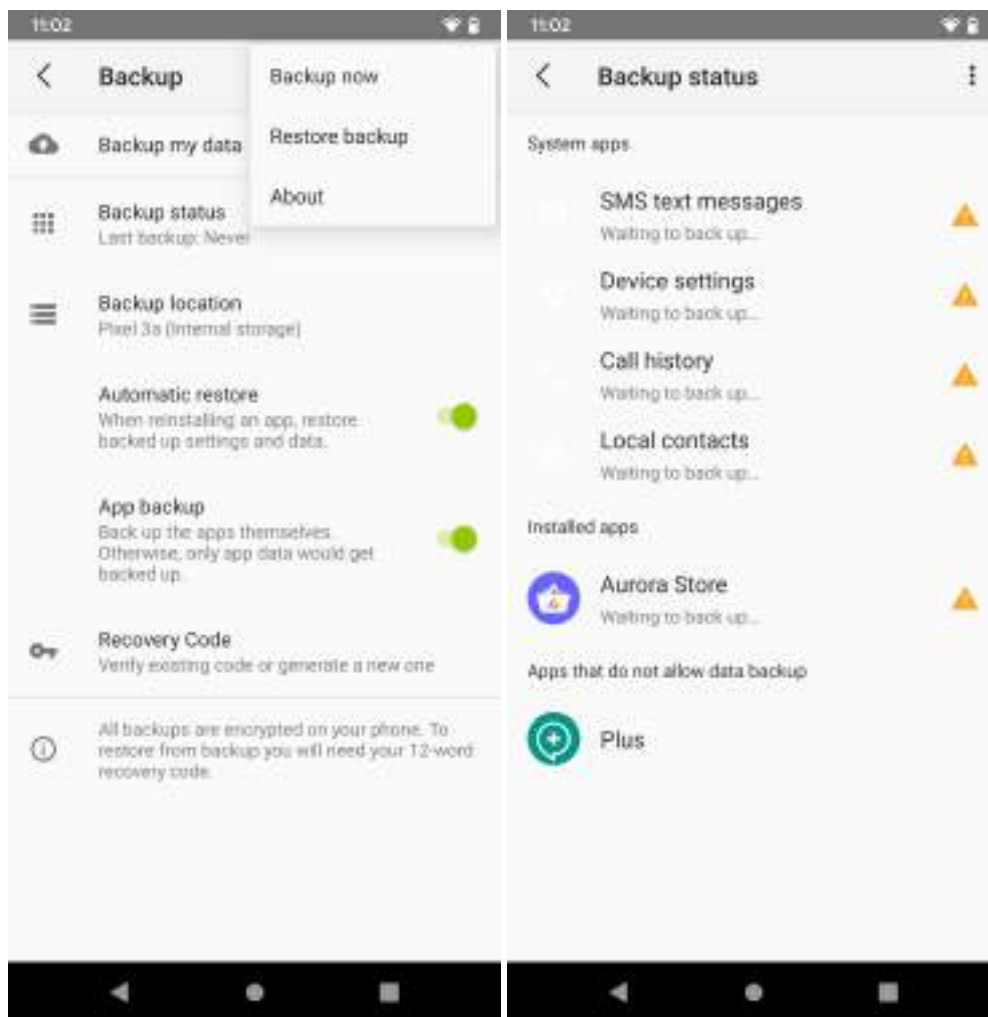 11:02
Backup
Backup now
Restore backup
About
Backup my data
Backup status
Last backup: Never
Backup location
Pixel 3a (Internal storage)
Automatic restore
When reinstalling an app, restore
backed up settings and data.
App backup
Back up the apps themselves.
Otherwise, only app data would get
backed up.
Recovery Code
Verify existing code or generate a new one
All backups are encrypted on your phone. To
restore from backup you will need your 12-word
recovery code.
11:02
Backup status
System apps
SMS text messages
Waiting to back up...
Device settings
Waiting to back up...
Call history
Waiting to back up...
Local contacts
Waiting to back up...
Installed apps
Aurora Store
Waiting to back up...
Apps that do not allow data backup
Plus